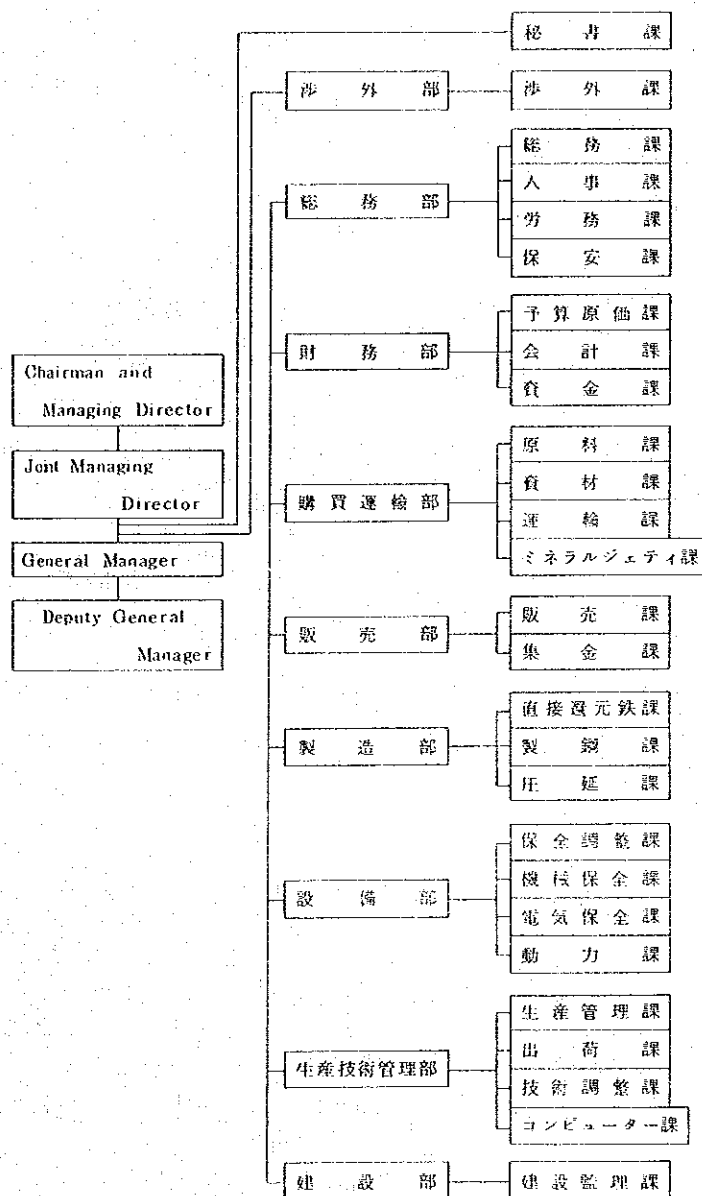 秘書課
渉外部
渉外課
総務部
総務課
人事課
労務課
保安課
財務部
予算原価課
会計課
資金課
Chairman and
Managing Director
Joint Managing
Director
General Manager
Deputy General
Manager
購買運輸部
原料課
資材課
運輸課
ミネラルジェティ課
販売部
販売課
集金課
製造部
直接還元鉄課
製鋼課
圧延課
設備部
保全調整課
機械保全課
電気保全課
動力課
生産技術管理部
生産管理課
出荷課
技術調整課
コンピューター課
建設部
建設監理課